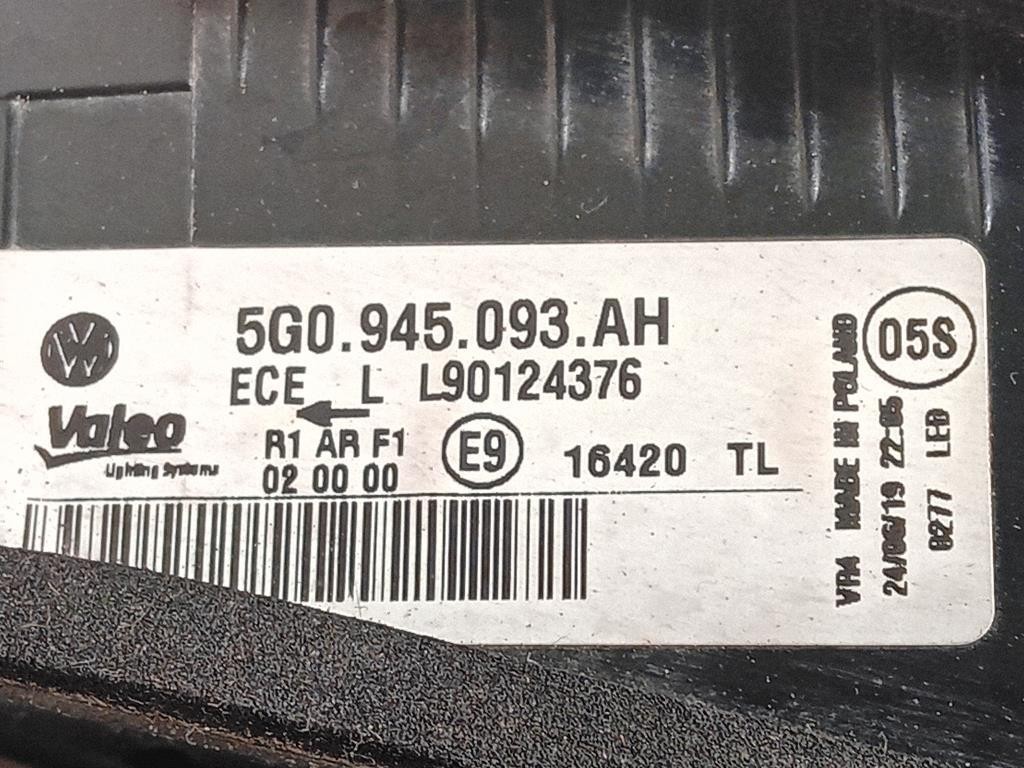 5G0.945.093.AH
ECE L L90124376
Valeo
Lighting Systems
R1 AR F1
02 00 00
E9
16420 TL
05S
VR4 MADE IN POLAND
24/06/19 22:05
0277 LED